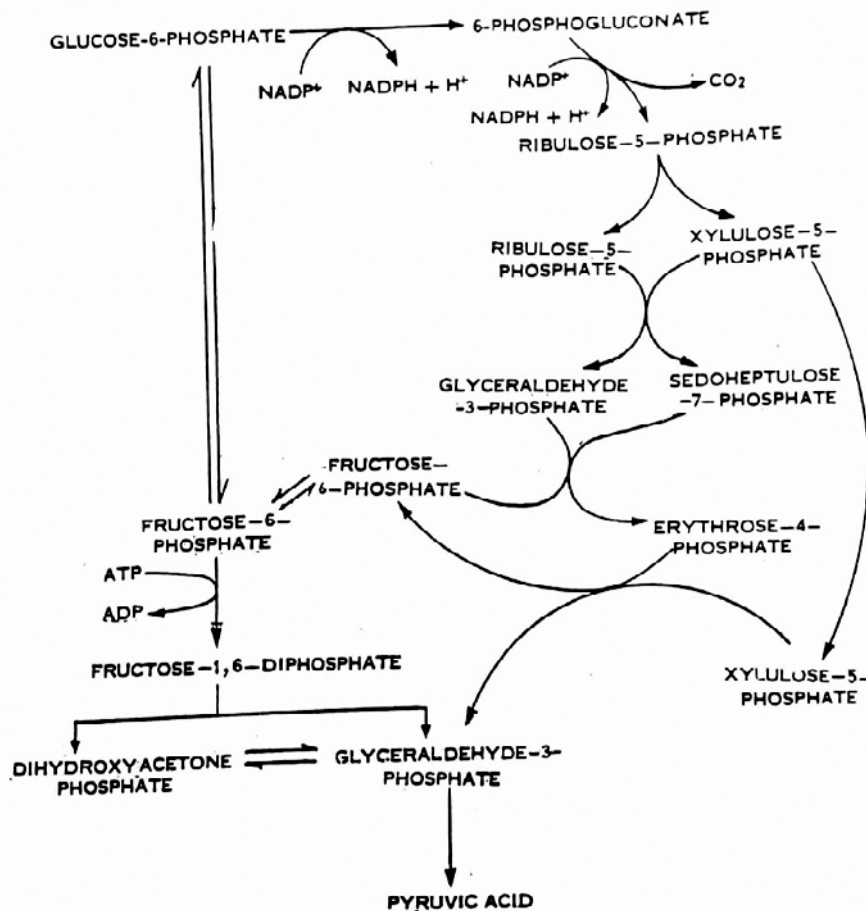 GLUCOSE-6-PHOSPHATE
6-PHOSPHOGLUCONATE
NADP+
NADPH + H+
NADP+
CO2
NADPH + H+
RIBULOSE-5-PHOSPHATE
RIBULOSE-5-
PHOSPHATE
XYLULOSE-5-
PHOSPHATE
GLYCERALDEHYDE
-3-PHOSPHATE
SEDOHEPTULOSE
-7-PHOSPHATE
FRUCTOSE-
6-PHOSPHATE
FRUCTOSE-6-
PHOSPHATE
ERYTHROSE-4-
PHOSPHATE
ATP
ADP
FRUCTOSE-1,6-DIPHOSPHATE
XYLULOSE-5-
PHOSPHATE
DIHYDROXYACETONE
PHOSPHATE
GLYCERALDEHYDE-3-
PHOSPHATE
PYRUVIC ACID